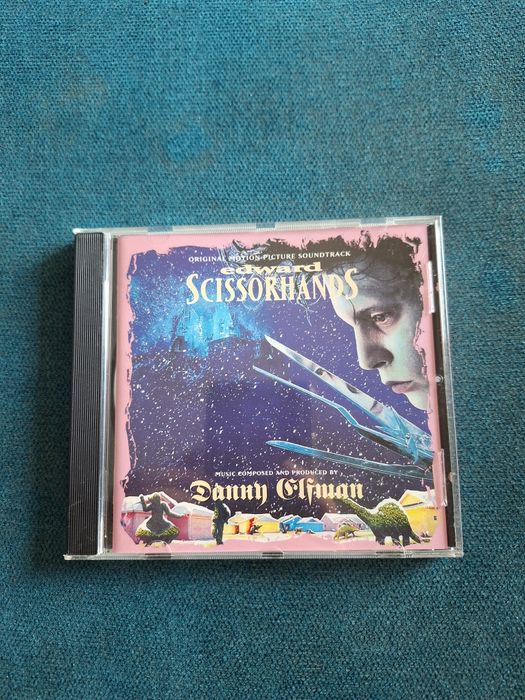 ORIGINAL MOTION PICTURE SOUNDTRACK
edward
SCISSORHANDS
MUSIC COMPOSED AND PRODUCED BY
Danny Elfman